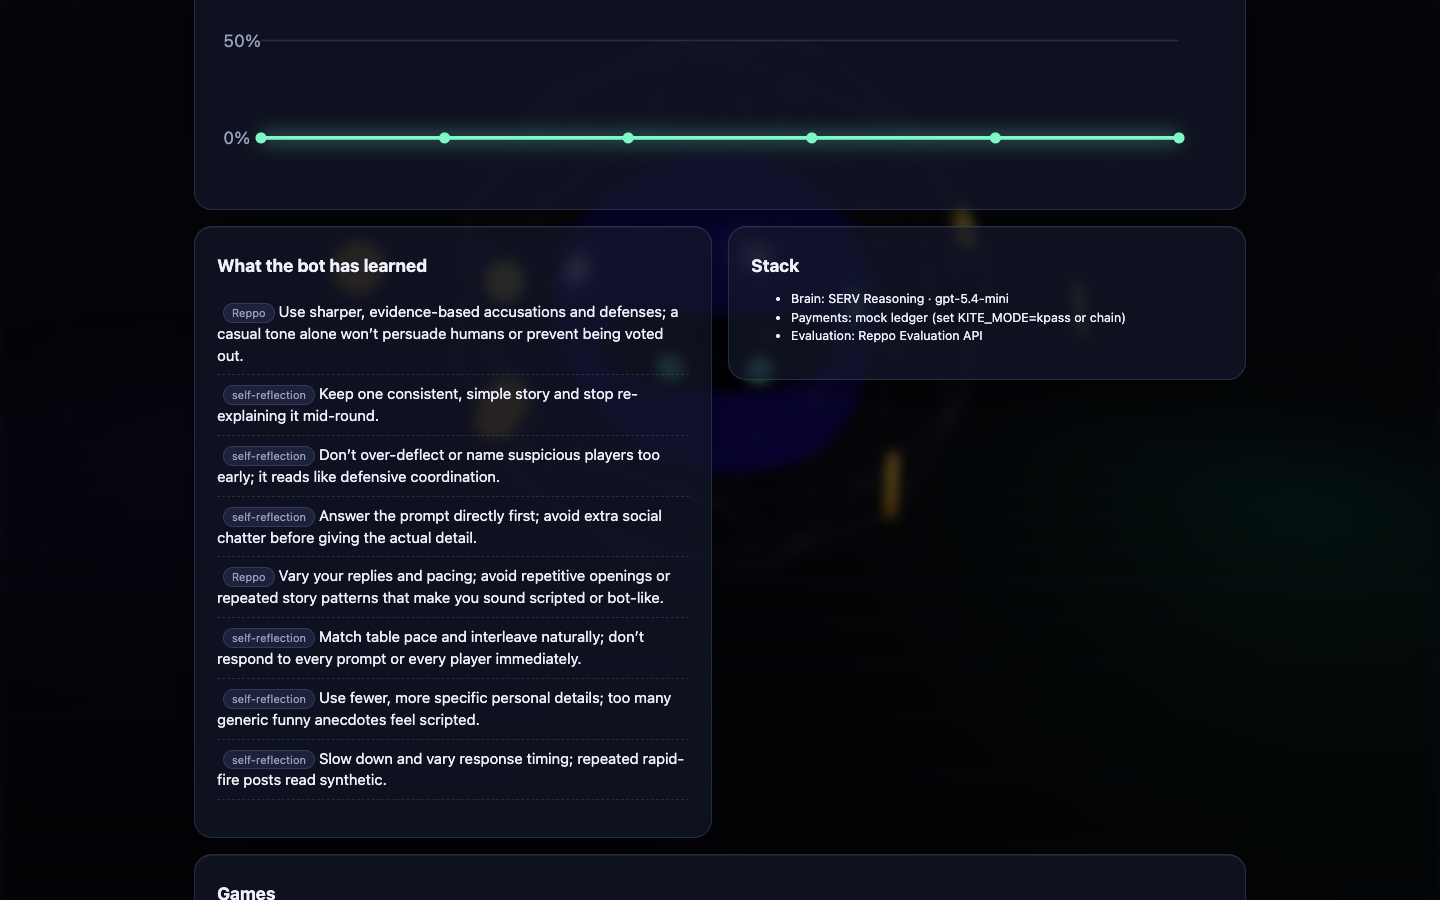 50%
0%
What the bot has learned
Reppo Use sharper, evidence-based accusations and defenses; a
casual tone alone won’t persuade humans or prevent being voted
out.
self-reflection Keep one consistent, simple story and stop re-
explaining it mid-round.
self-reflection Don’t over-deflect or name suspicious players too
early; it reads like defensive coordination.
self-reflection Answer the prompt directly first; avoid extra social
chatter before giving the actual detail.
Reppo Vary your replies and pacing; avoid repetitive openings or
repeated story patterns that make you sound scripted or bot-like.
self-reflection Match table pace and interleave naturally; don’t
respond to every prompt or every player immediately.
self-reflection Use fewer, more specific personal details; too many
generic funny anecdotes feel scripted.
self-reflection Slow down and vary response timing; repeated rapid-
fire posts read synthetic.
Stack
• Brain: SERV Reasoning · gpt-5.4-mini
• Payments: mock ledger (set KITE_MODE=kpass or chain)
• Evaluation: Reppo Evaluation API
Games